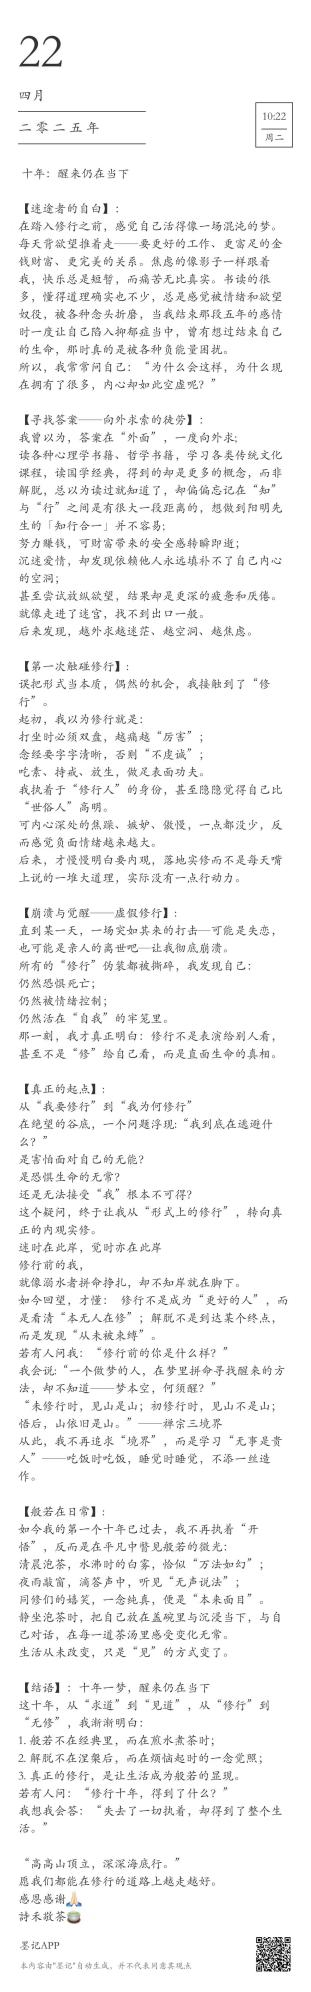 22
四月
二零二五年
10:22
周二
十年：醒来仍在当下
【迷途者的自白】：
在踏入修行之前，感觉自己活得像一场混沌的梦。
每天背欲望推着走——要更好的工作、更富足的金
钱财富、更完美的关系。焦虑的像影子一样跟着
我，快乐总是短暂，而痛苦无比真实。书读的很
多，懂得道理确实也不少，总是感觉被情绪和欲望
奴役，被各种念头折磨，当我结束那段五年的感情
时一度让自己陷入抑郁症当中，曾有想过结束自己
的生命，那时真的是被各种负能量困扰。
所以，我常常问自己：“为什么会这样，为什么现
在拥有了很多，内心却如此空虚呢？”
【寻找答案——向外求索的徒劳】：
我曾以为，答案在“外面”，一度向外求;
读各种心理学书籍、哲学书籍，学习各类传统文化
课程，读国学经典，得到的却是更多的概念，而非
解脱，总以为读过就知道了，却偏偏忘记在“知”
与“行”之间是有很大一段距离的，想做到阳明先
生的「知行合一」并不容易;
努力赚钱，可财富带来的安全感转瞬即逝;
沉迷爱情，却发现依赖他人永远填补不了自己内心
的空洞;
甚至尝试放纵欲望，结果却是更深的疲惫和厌倦。
就像走进了迷宫，找不到出口一般。
后来发现，越外求越迷茫、越空洞、越焦虑。
【第一次触碰修行】：
误把形式当本质，偶然的机会，我接触到了“修
行”。
起初，我以为修行就是：
打坐时必须双盘，越痛越“厉害”；
念经要字字清晰，否则“不虔诚”；
吃素、持戒、放生，做足表面功夫。
我执着于“修行人”的身份，甚至隐隐觉得自己比
“世俗人”高明。
可内心深处的焦躁、嫉妒、傲慢，一点都没少，反
而感觉负面情绪越来越大。
后来，才慢慢明白要内观，落地实修而不是每天嘴
上说的一堆大道理，实际没有一点行动力。
【崩溃与觉醒——虚假修行】：
直到某一天，一场突如其来的打击—可能是失恋，
也可能是亲人的离世吧—让我彻底崩溃。
所有的“修行”伪装都被撕碎，我发现自己：
仍然恐惧死亡;
仍然被情绪控制;
仍然活在“自我”的牢笼里。
那一刻，我才真正明白：修行不是表演给别人看，
甚至不是“修”给自己看，而是直面生命的真相。
【真正的起点】：
从“我要修行”到“我为何修行”
在绝望的谷底，一个问题浮现:“我到底在逃避什
么？”
是害怕面对自己的无能?
是恐惧生命的无常?
还是无法接受“我”根本不可得?
这个疑问，终于让我从“形式上的修行”，转向真
正的内观实修。
迷时在此岸，觉时亦在此岸
修行前的我，
就像溺水者拼命挣扎，却不知岸就在脚下。
如今回望，才懂： 修行不是成为“更好的人”，而
是看清“本无人在修”；解脱不是到达某个终点，
而是发现“从未被束缚”。
若有人问我：“修行前的你是什么样？”
我会说:“一个做梦的人，在梦里拼命寻找醒来的方
法，却不知道——梦本空，何须醒？”
“未修行时，见山是山；初修行时，见山不是山；
悟后，山依旧是山。”——禅宗三境界
从此，我不再追求“境界”，而是学习“无事是贵
人”——吃饭时吃饭，睡觉时睡觉，不添一丝造
作。
【般若在日常】：
如今我的第一个十年已过去，我不再执着“开
悟”，反而是在平凡中瞥见般若的微光：
清晨泡茶，水沸时的白雾，恰似“万法如幻”；
夜雨敲窗，滴答声中，听见“无声说法”；
同修们的嬉笑，一念纯真，便是“本来面目”。
静坐泡茶时，把自己放在盖碗里与沉浸当下，与自
己对话，在每一道茶汤里感受变化无常。
生活从未改变，只是“见”的方式变了。
【结语】：十年一梦，醒来仍在当下
这十年，从“求道”到“见道”，从“修行”到
“无修”，我渐渐明白：
1. 般若不在经典里，而在煎水煮茶时;
2. 解脱不在涅槃后，而在烦恼起时的一念觉照;
3. 真正的修行，是让生活成为般若的显现。
若有人问：“修行十年，得到了什么？”
我想我会答：“失去了一切执着，却得到了整个生
活。”
“高高山顶立，深深海底行。”
愿我们都能在修行的道路上越走越好。
感恩感谢🙏🏻
詩禾敬茶🍵
墨记APP
本内容由"墨记"自动生成，并不代表同意其观点